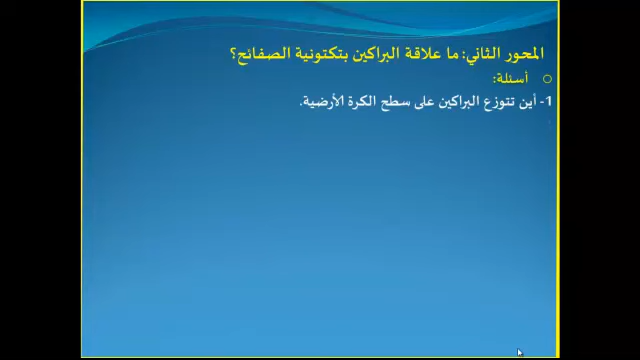 المحور الثاني: ما علاقة البراكين بتكتونية الصفائح؟
أسئلة:
1- أين تتوزع البراكين على سطح الكرة الأرضية.